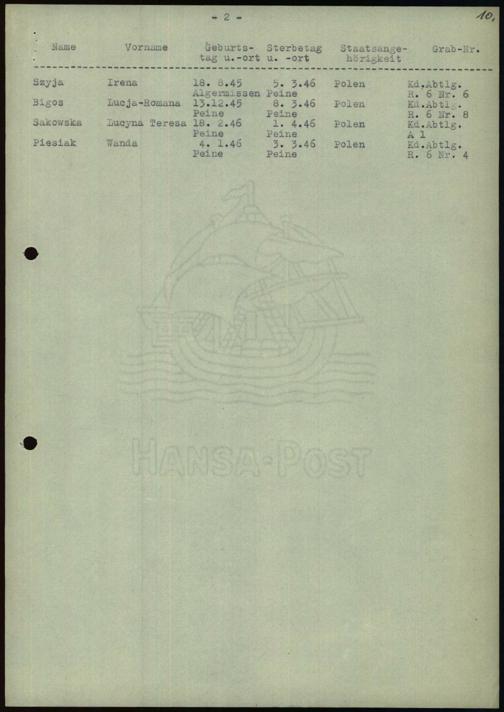 - 2 -
10,
Name Vorname Geburts- Sterbetag Staatsange- Grab-Nr.
tag u.-ort u. -ort hörigkeit
Szyja Irena 18. 8.45 5. 3.46 Polen Kd.Abtlg.
Algermissen Peine R. 6 Nr. 6
Bigos Lucja-Romana 13.12.45 8. 3.46 Polen Kd.Abtlg.
Peine Peine R. 6 Nr. 8
Sakowska Lucyna Teresa 18. 2.46 1. 4.46 Polen Kd.Abtlg.
Peine Peine A 1
Piesiak Wanda 4. 1.46 3. 3.46 Polen Kd.Abtlg.
Peine Peine R. 6 Nr. 4
HANSA-POST